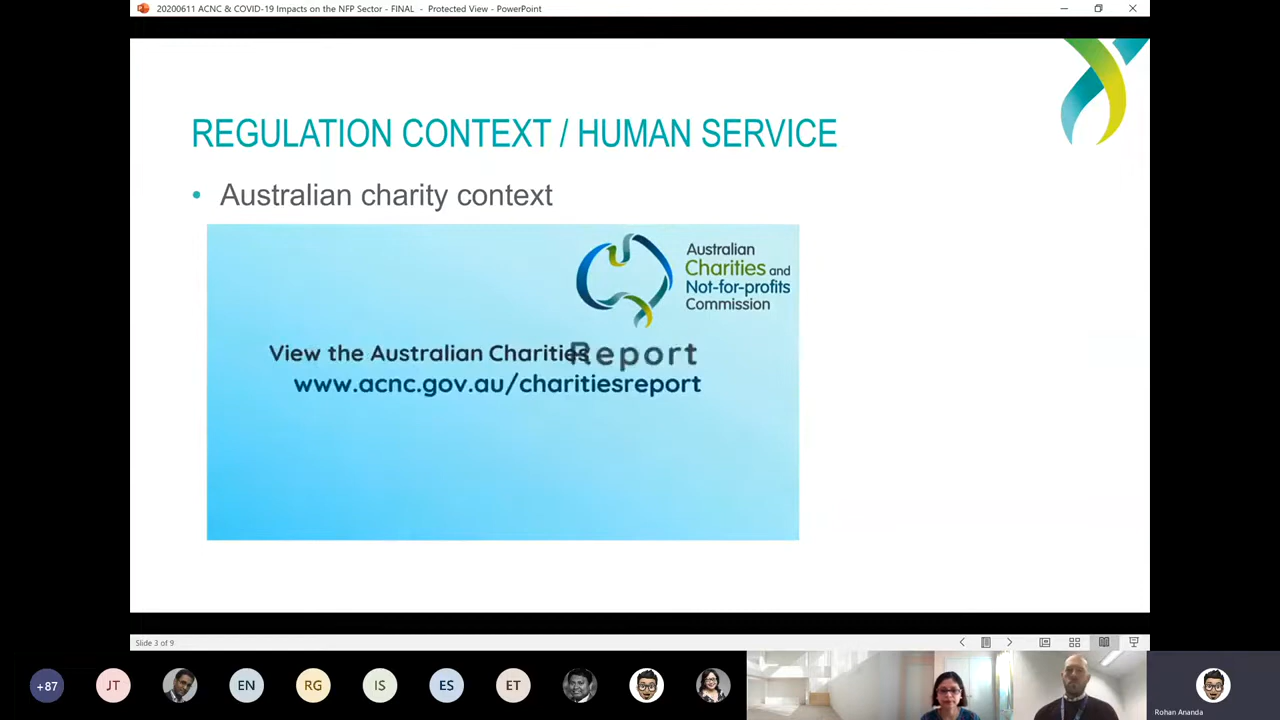 20200611 ACNC & COVID-19 Impacts on the NFP Sector - FINAL - Protected View - PowerPoint
REGULATION CONTEXT / HUMAN SERVICE
• Australian charity context
Australian
Charities and
Not-for-profits
Commission
View the Australian Charities Report
www.acnc.gov.au/charitiesreport
Slide 3 of 9
+87
JT
EN
RG
IS
ES
ET
Rohan Ananda